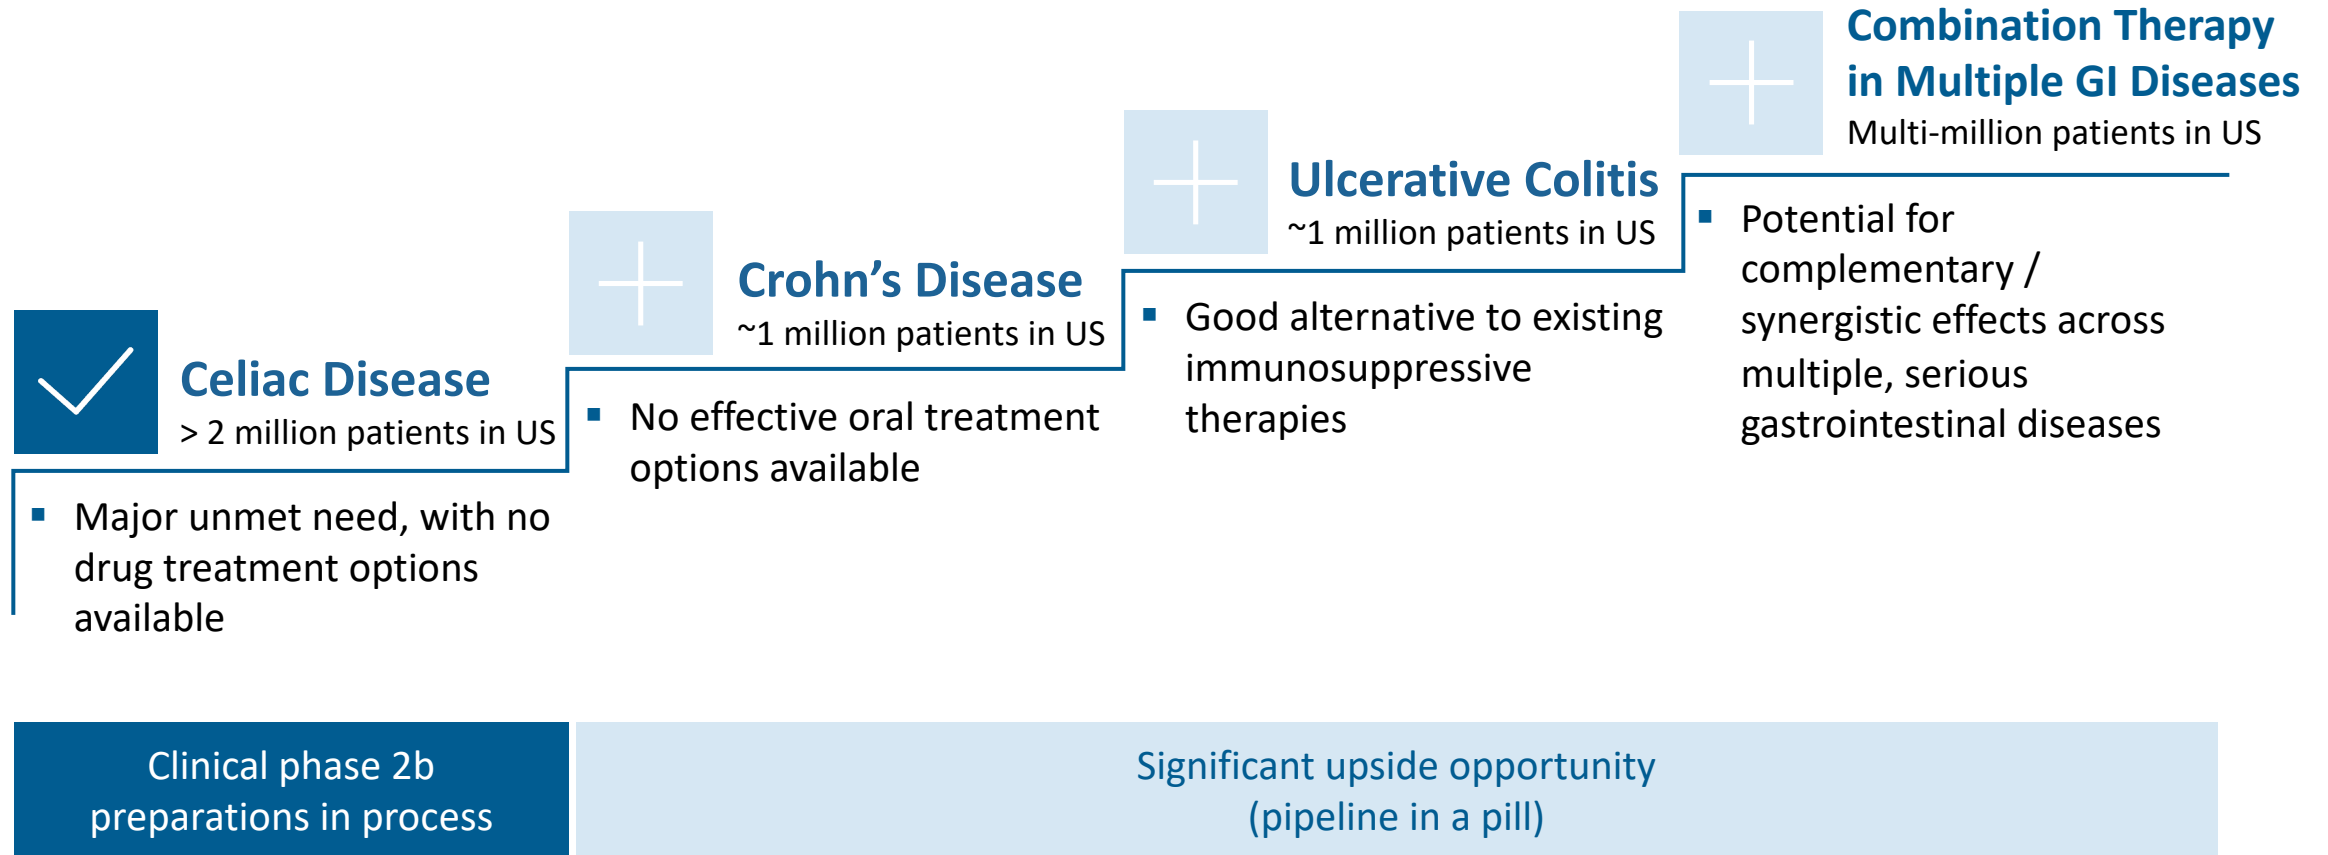 Celiac Disease
> 2 million patients in US
▪ Major unmet need, with no
drug treatment options
available
Crohn’s Disease
~1 million patients in US
▪ No effective oral treatment
options available
Ulcerative Colitis
~1 million patients in US
▪ Good alternative to existing
immunosuppressive
therapies
Combination Therapy
in Multiple GI Diseases
Multi-million patients in US
▪ Potential for
complementary /
synergistic effects across
multiple, serious
gastrointestinal diseases
Clinical phase 2b
preparations in process
Significant upside opportunity
(pipeline in a pill)